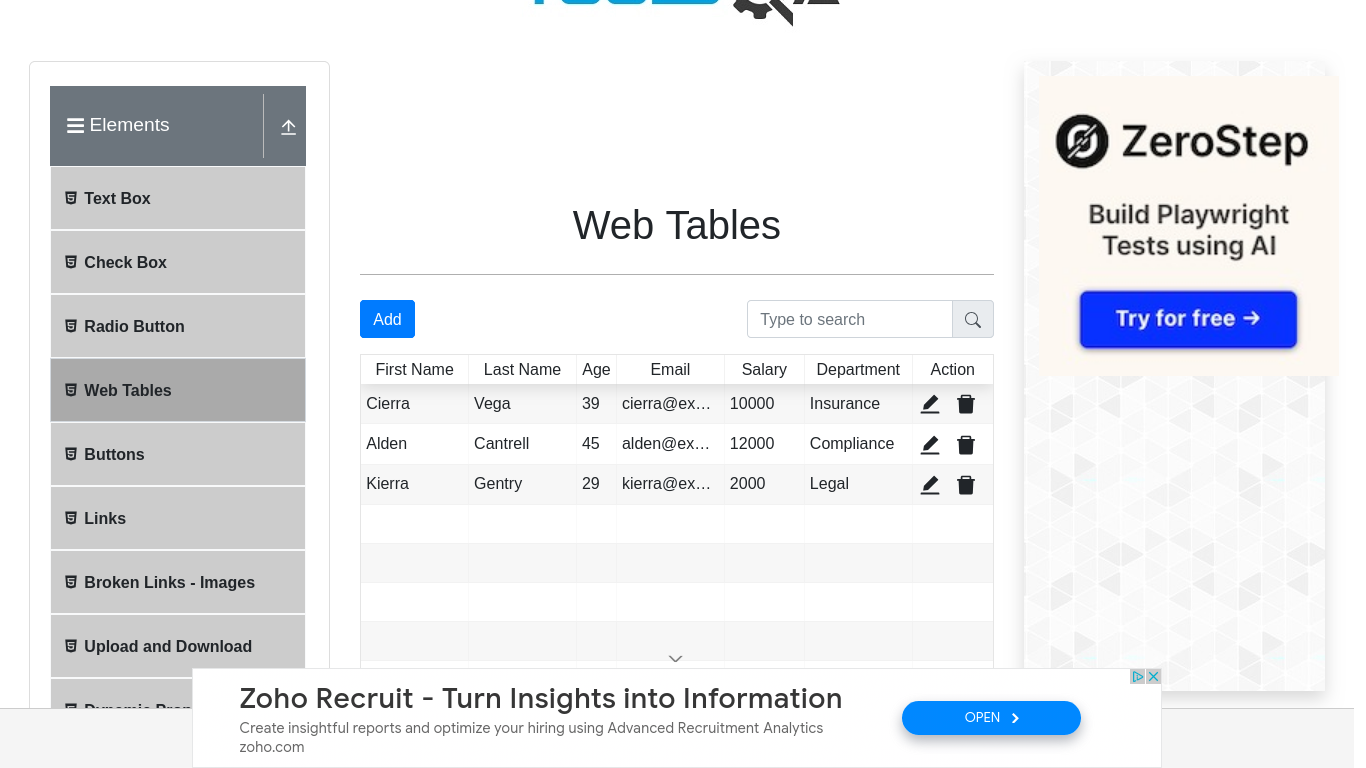 Elements
Text Box
Check Box
Radio Button
Web Tables
Buttons
Links
Broken Links - Images
Upload and Download
Web Tables
Add
Type to search
First Name Last Name Age Email Salary Department Action
Cierra Vega 39 cierra@ex... 10000 Insurance
Alden Cantrell 45 alden@ex... 12000 Compliance
Kierra Gentry 29 kierra@ex... 2000 Legal
ZeroStep
Build Playwright
Tests using AI
Try for free →
Zoho Recruit - Turn Insights into Information
Create insightful reports and optimize your hiring using Advanced Recruitment Analytics
zoho.com
OPEN